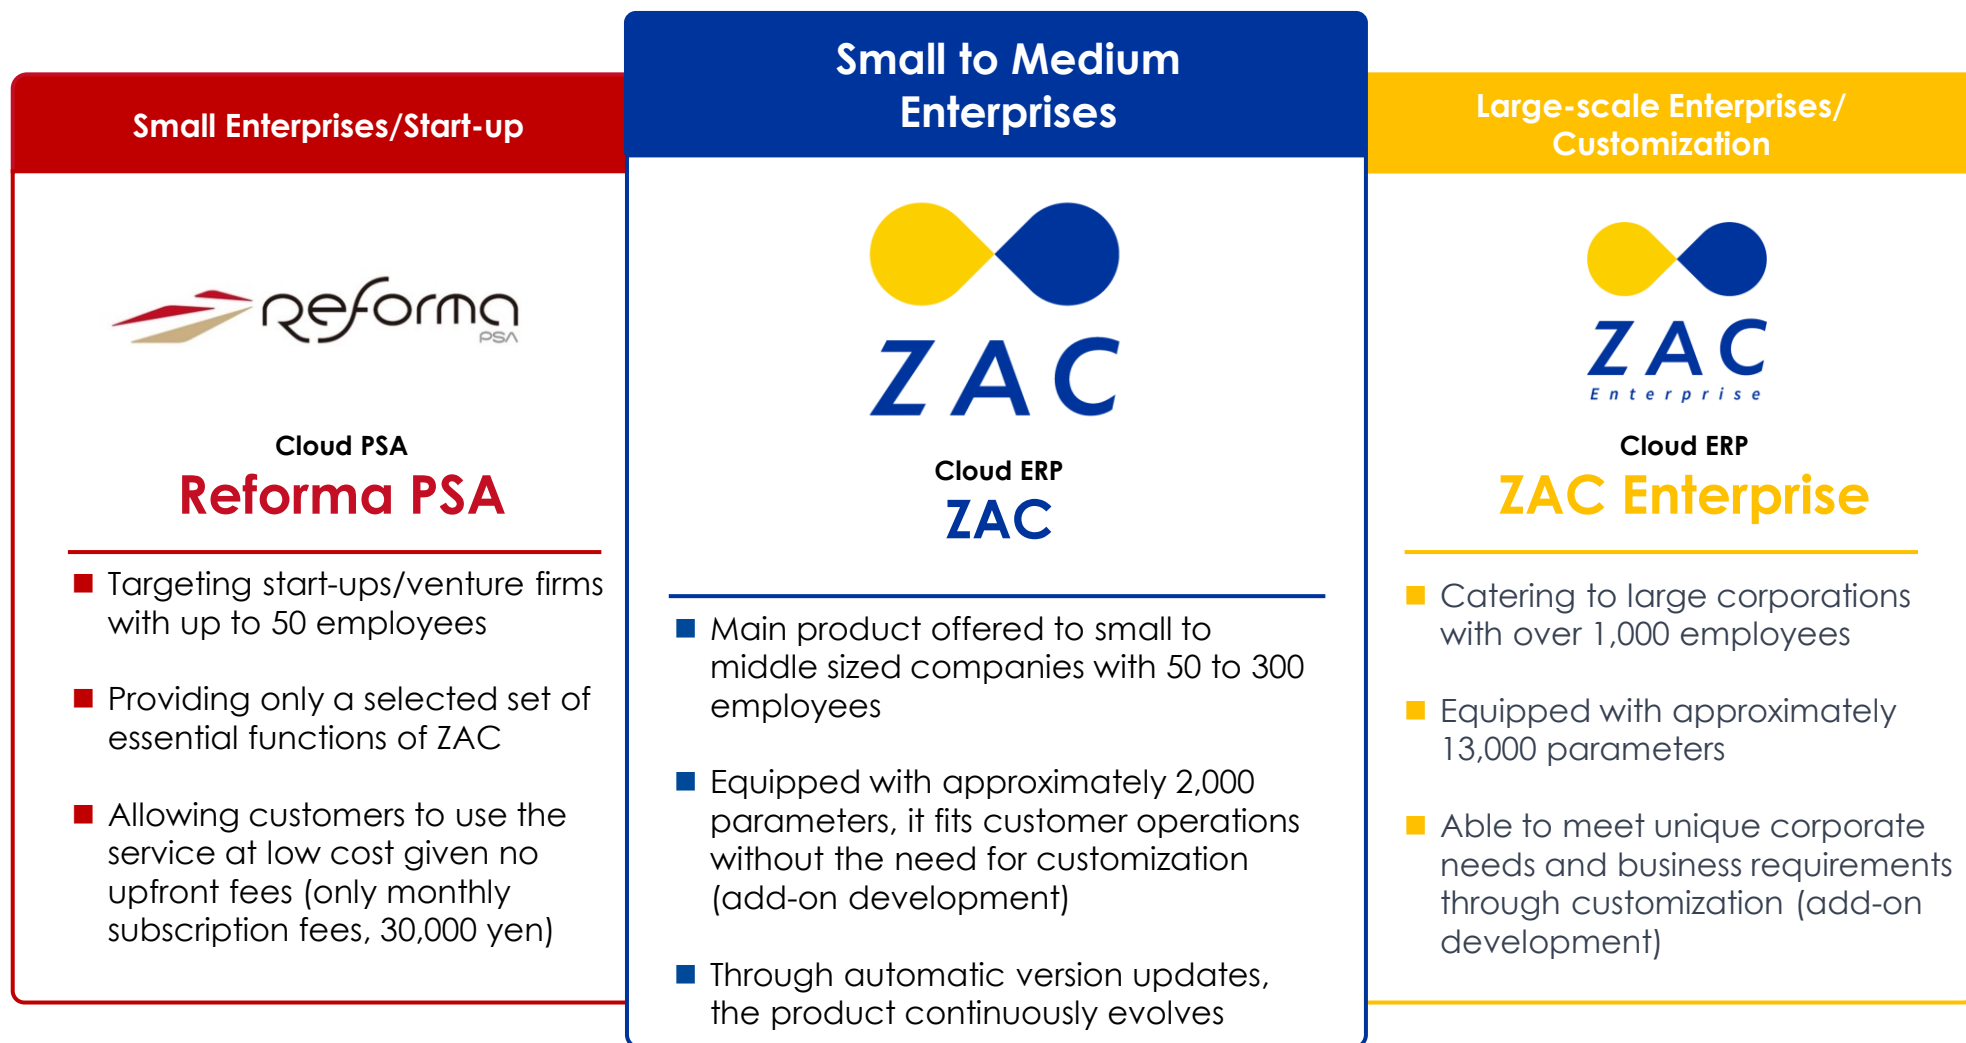 Small Enterprises/Start-up
Reforma
PSA
Cloud PSA
Reforma PSA
Targeting start-ups/venture firms
with up to 50 employees
Providing only a selected set of
essential functions of ZAC
Allowing customers to use the
service at low cost given no
upfront fees (only monthly
subscription fees, 30,000 yen)
Small to Medium
Enterprises
ZAC
Cloud ERP
ZAC
Main product offered to small to
middle sized companies with 50 to 300
employees
Equipped with approximately 2,000
parameters, it fits customer operations
without the need for customization
(add-on development)
Through automatic version updates,
the product continuously evolves
Large-scale Enterprises/
Customization
ZAC
Enterprise
Cloud ERP
ZAC Enterprise
Catering to large corporations
with over 1,000 employees
Equipped with approximately
13,000 parameters
Able to meet unique corporate
needs and business requirements
through customization (add-on
development)